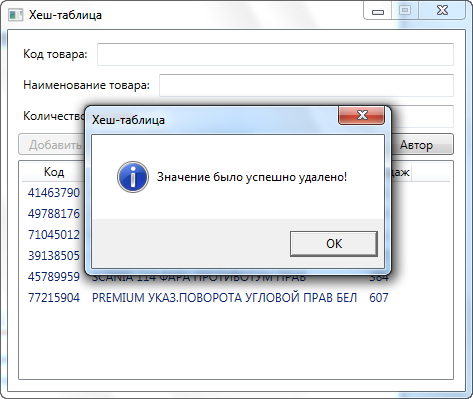 Хеш-таблица
Код товара:
Наименование товара:
Количество
Добавить
Автор
Хеш-таблица
Значение было успешно удалено!
OK
Код
даж
41463790
49788176
71045012
39138505
45789959 SCANIA 114 ФАРА ПРОТИВОТУМ ПРАВ 384
77215904 PREMIUM УКАЗ.ПОВОРОТА УГЛОВОЙ ПРАВ БЕЛ 607